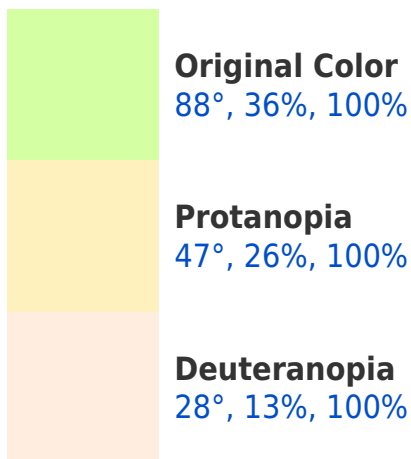 Original Color
88°, 36%, 100%
Protanopia
47°, 26%, 100%
Deuteranopia
28°, 13%, 100%